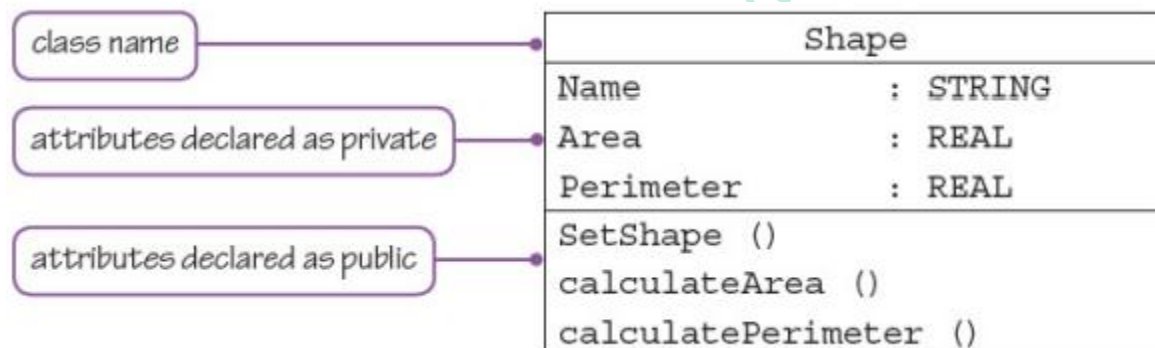 class name
Shape
Name : STRING
attributes declared as private
Area : REAL
Perimeter : REAL
attributes declared as public
SetShape ()
calculateArea ()
calculatePerimeter ()